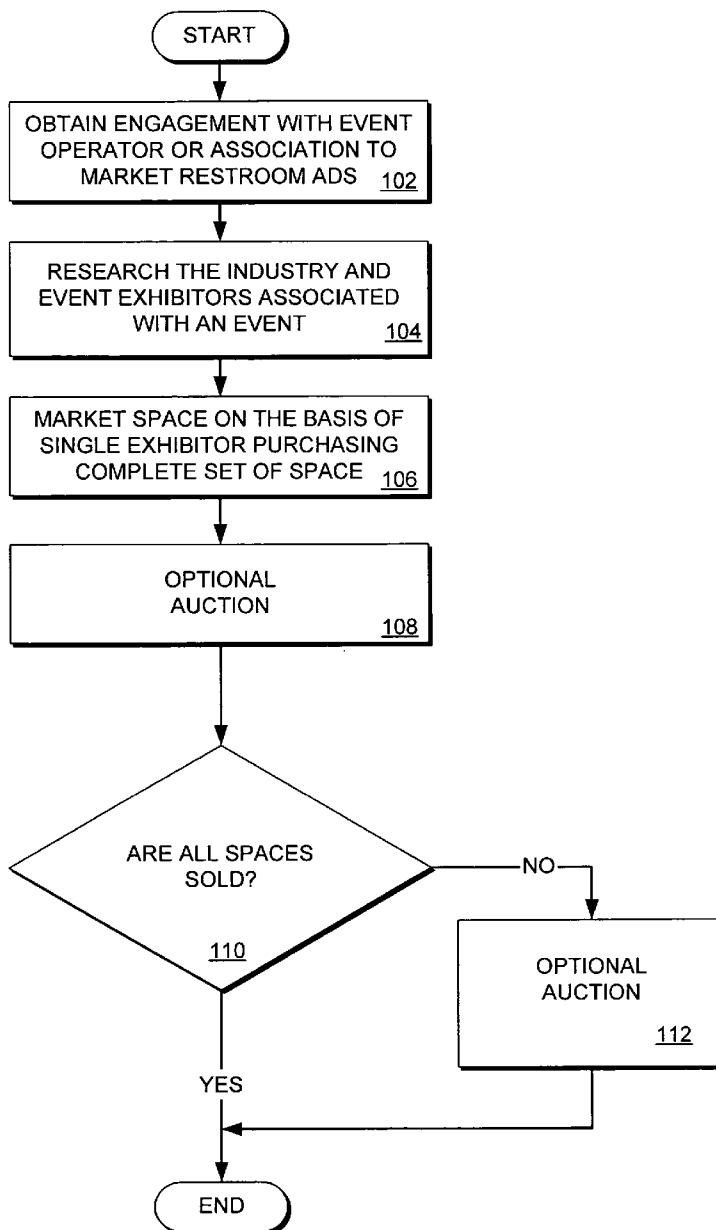 START
OBTAIN ENGAGEMENT WITH EVENT
OPERATOR OR ASSOCIATION TO
MARKET RESTROOM ADS
102
RESEARCH THE INDUSTRY AND
EVENT EXHIBITORS ASSOCIATED
WITH AN EVENT
104
MARKET SPACE ON THE BASIS OF
SINGLE EXHIBITOR PURCHASING
COMPLETE SET OF SPACE
106
OPTIONAL
AUCTION
108
ARE ALL SPACES
SOLD?
110
NO
OPTIONAL
AUCTION
112
YES
END